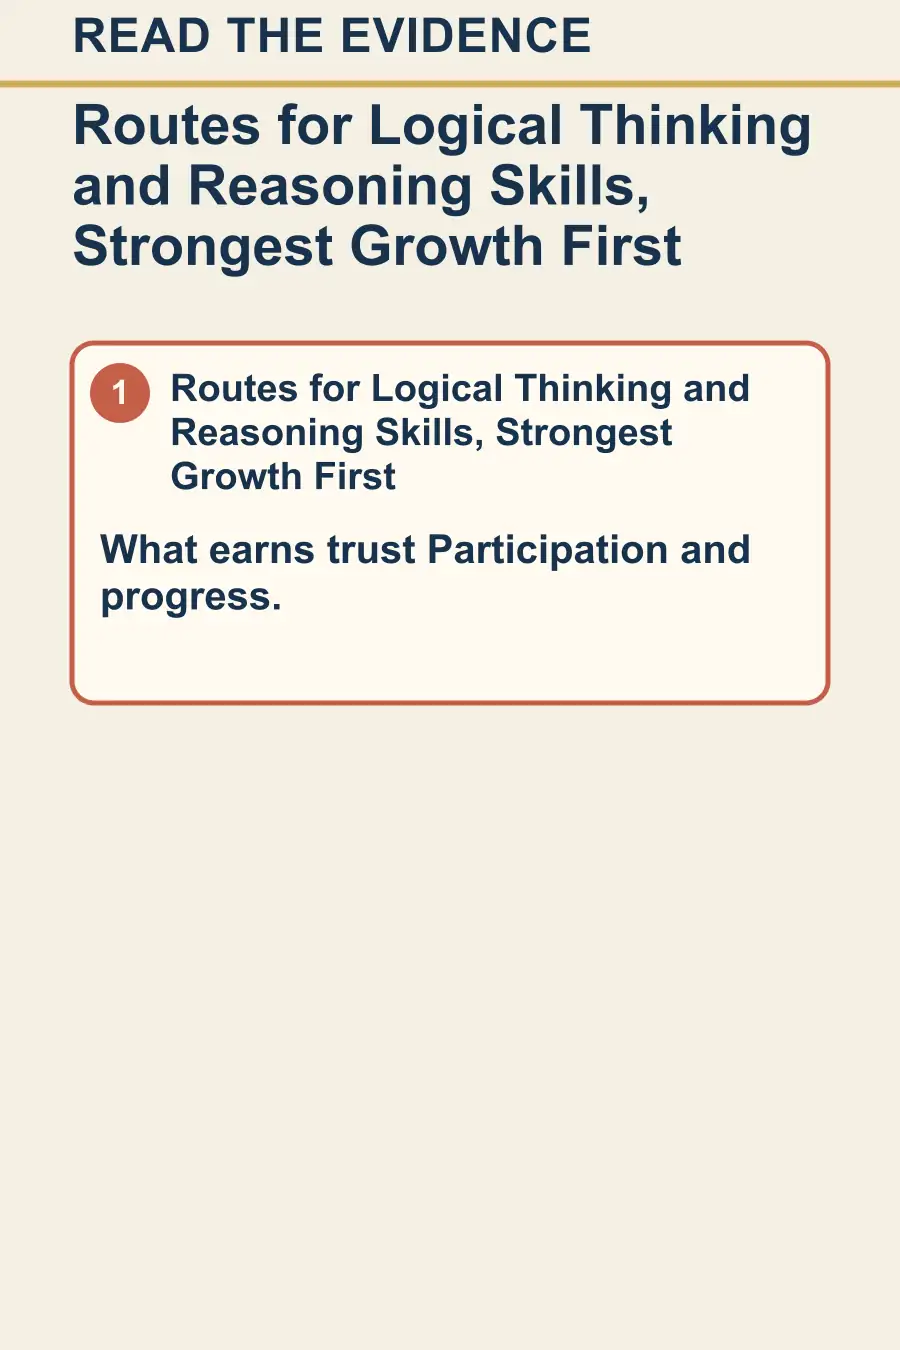 READ THE EVIDENCE
Routes for Logical Thinking
and Reasoning Skills,
Strongest Growth First
1
Routes for Logical Thinking and
Reasoning Skills, Strongest
Growth First
What earns trust Participation and
progress.